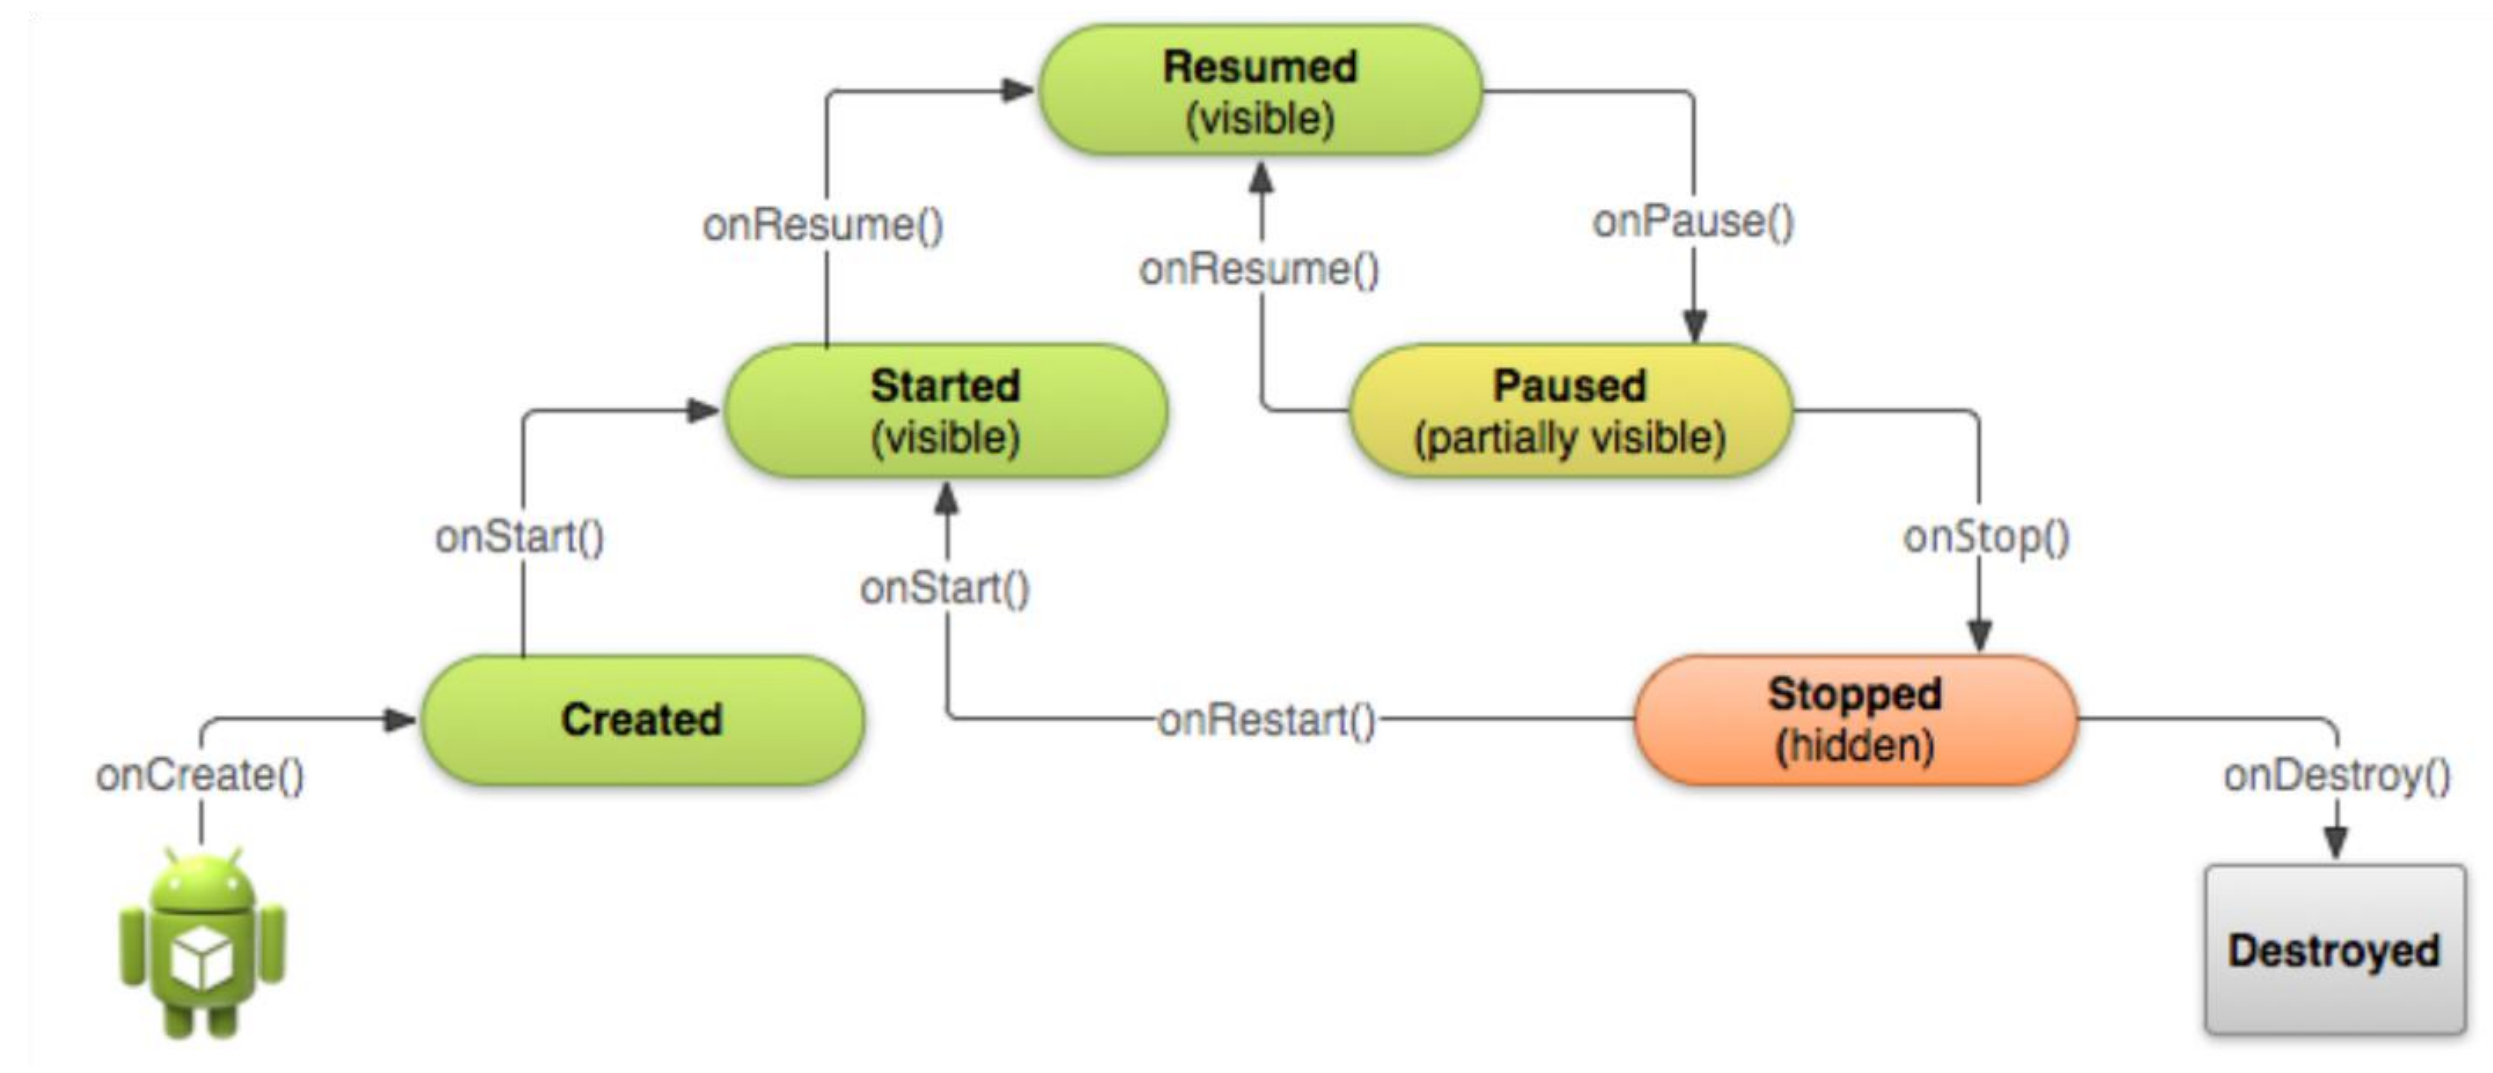 Resumed
(visible)
onResume()
onPause()
onResume()
Started
(visible)
Paused
(partially visible)
onStart()
onStop()
onStart()
Created
onRestart()
Stopped
(hidden)
onCreate()
onDestroy()
Destroyed